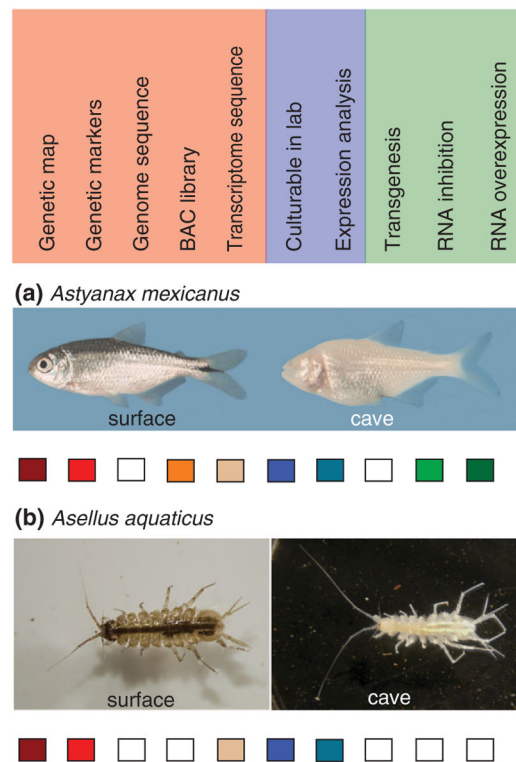 Genetic map
Genetic markers
Genome sequence
BAC library
Transcriptome sequence
Culturable in lab
Expression analysis
Transgenesis
RNA inhibition
RNA overexpression
(a) Astyanax mexicanus
surface
cave
(b) Asellus aquaticus
surface
cave